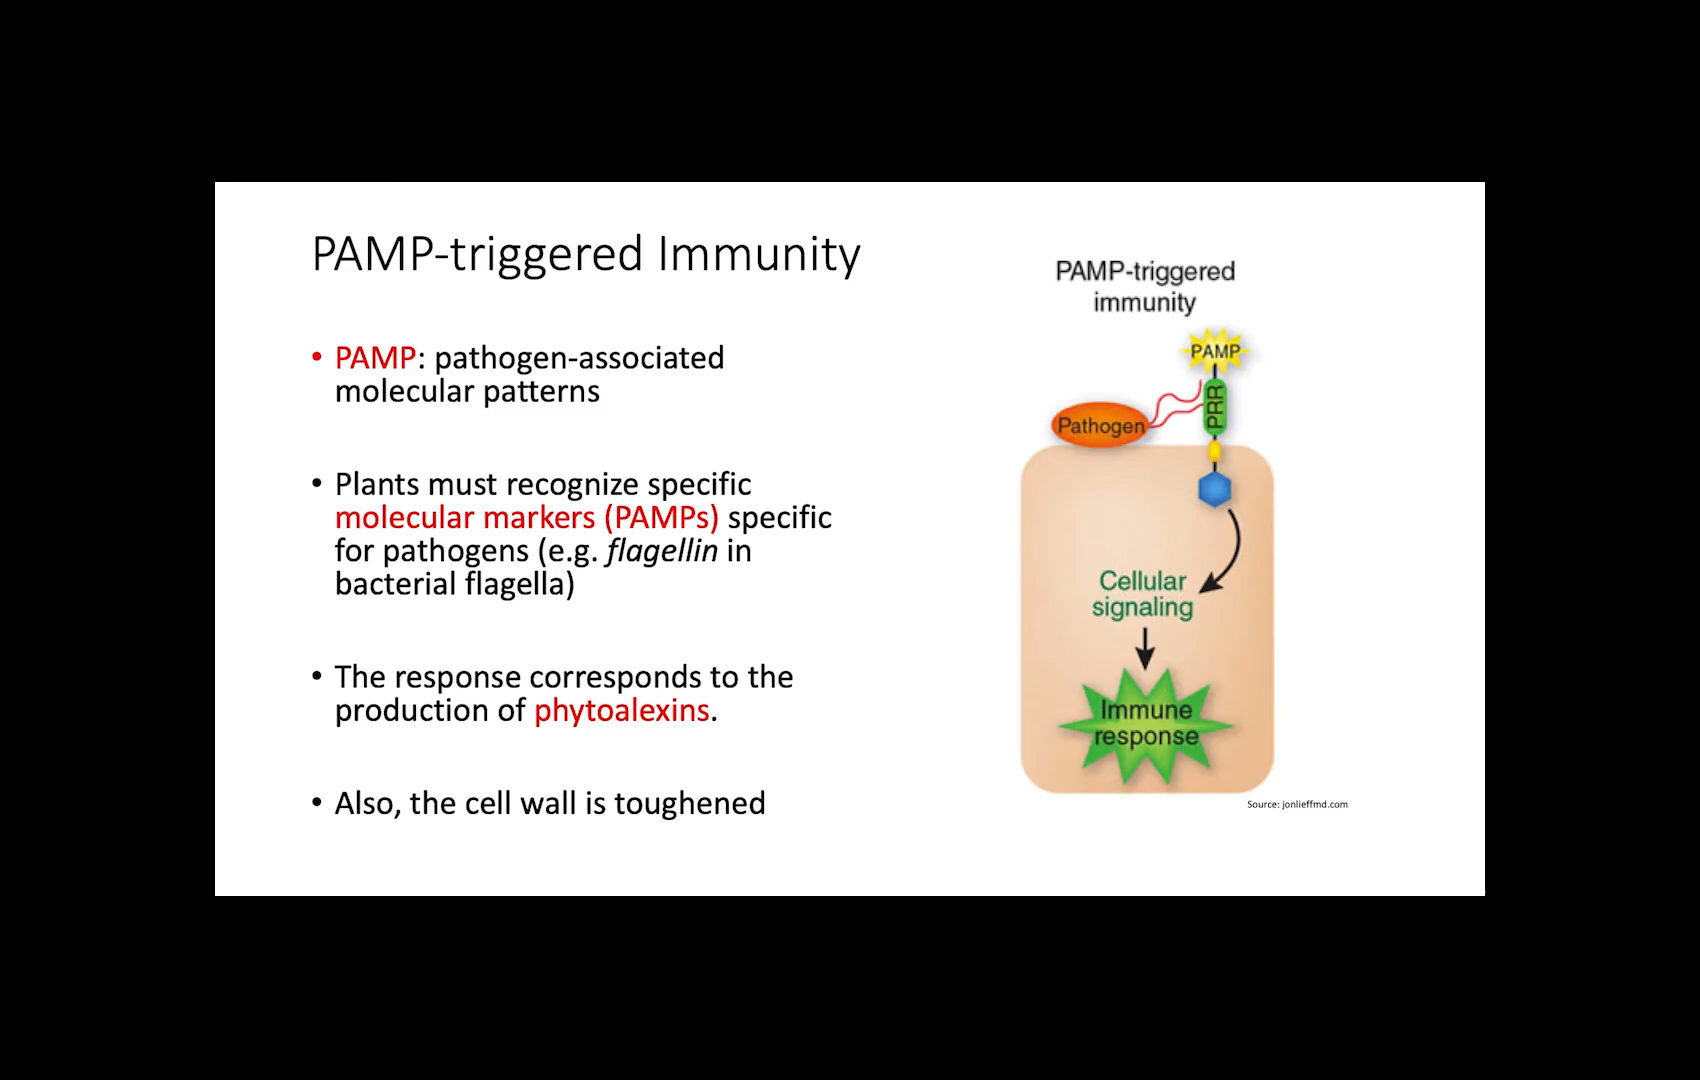 PAMP-triggered Immunity
• PAMP: pathogen-associated
molecular patterns
• Plants must recognize specific
molecular markers (PAMPs) specific
for pathogens (e.g. flagellin in
bacterial flagella)
• The response corresponds to the
production of phytoalexins.
• Also, the cell wall is toughened
PAMP-triggered
immunity
PAMP
PRR
Pathogen
Cellular
signaling
Immune
response
Source: jonlieffmd.com